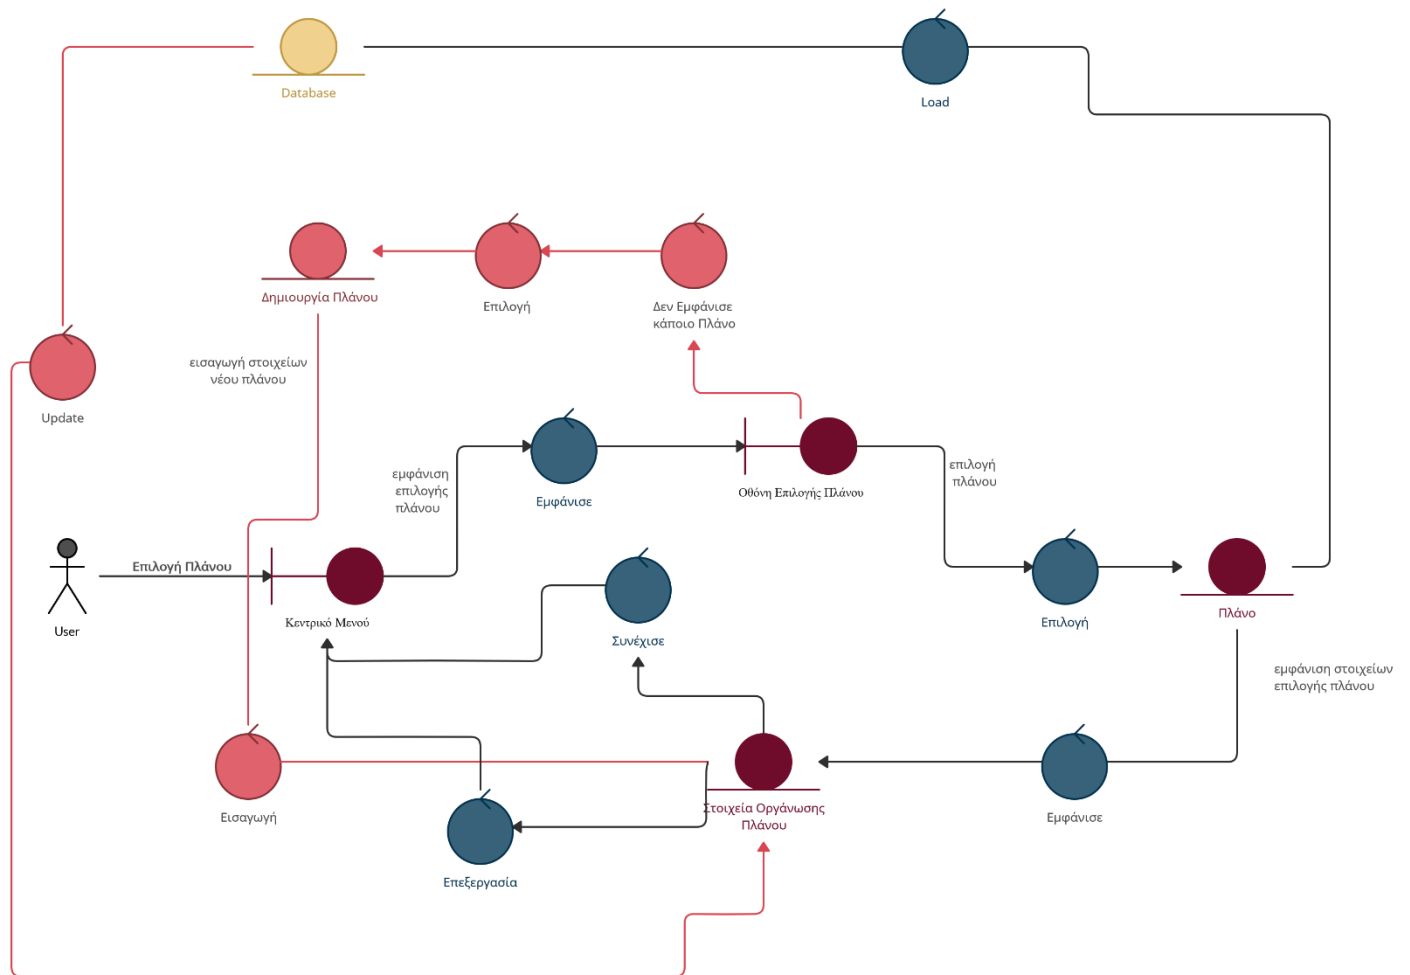 Database
Load
Δημιουργία Πλάνου
Επιλογή
Δεν Εμφάνισε
κάποιο Πλάνο
εισαγωγή στοιχείων
νέου πλάνου
Update
εμφάνιση
επιλογής
πλάνου
Εμφάνισε
Οθόνη Επιλογής Πλάνου
επιλογή
πλάνου
Επιλογή Πλάνου
User
Κεντρικό Μενού
Συνέχισε
Επιλογή
Πλάνο
εμφάνιση στοιχείων
επιλογής πλάνου
Εισαγωγή
Στοιχεία Οργάνωσης
Πλάνου
Εμφάνισε
Επεξεργασία